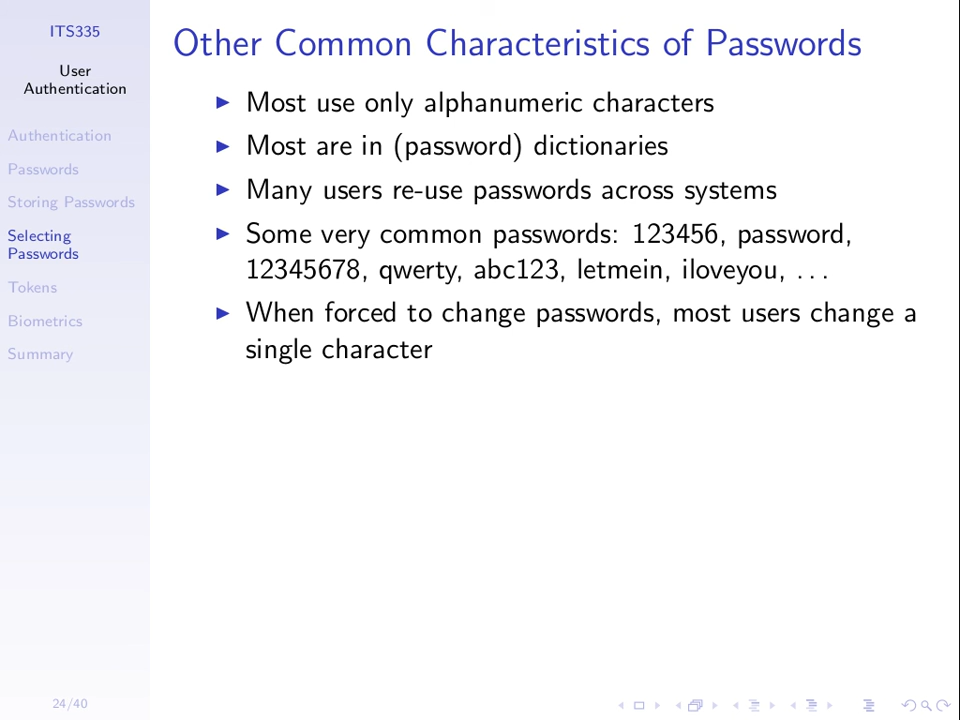 ITS335
User
Authentication
Authentication
Passwords
Storing Passwords
Selecting
Passwords
Tokens
Biometrics
Summary
24/40
Other Common Characteristics of Passwords
Most use only alphanumeric characters
Most are in (password) dictionaries
Many users re-use passwords across systems
Some very common passwords: 123456, password,
12345678, qwerty, abc123, letmein, iloveyou, ...
When forced to change passwords, most users change a
single character